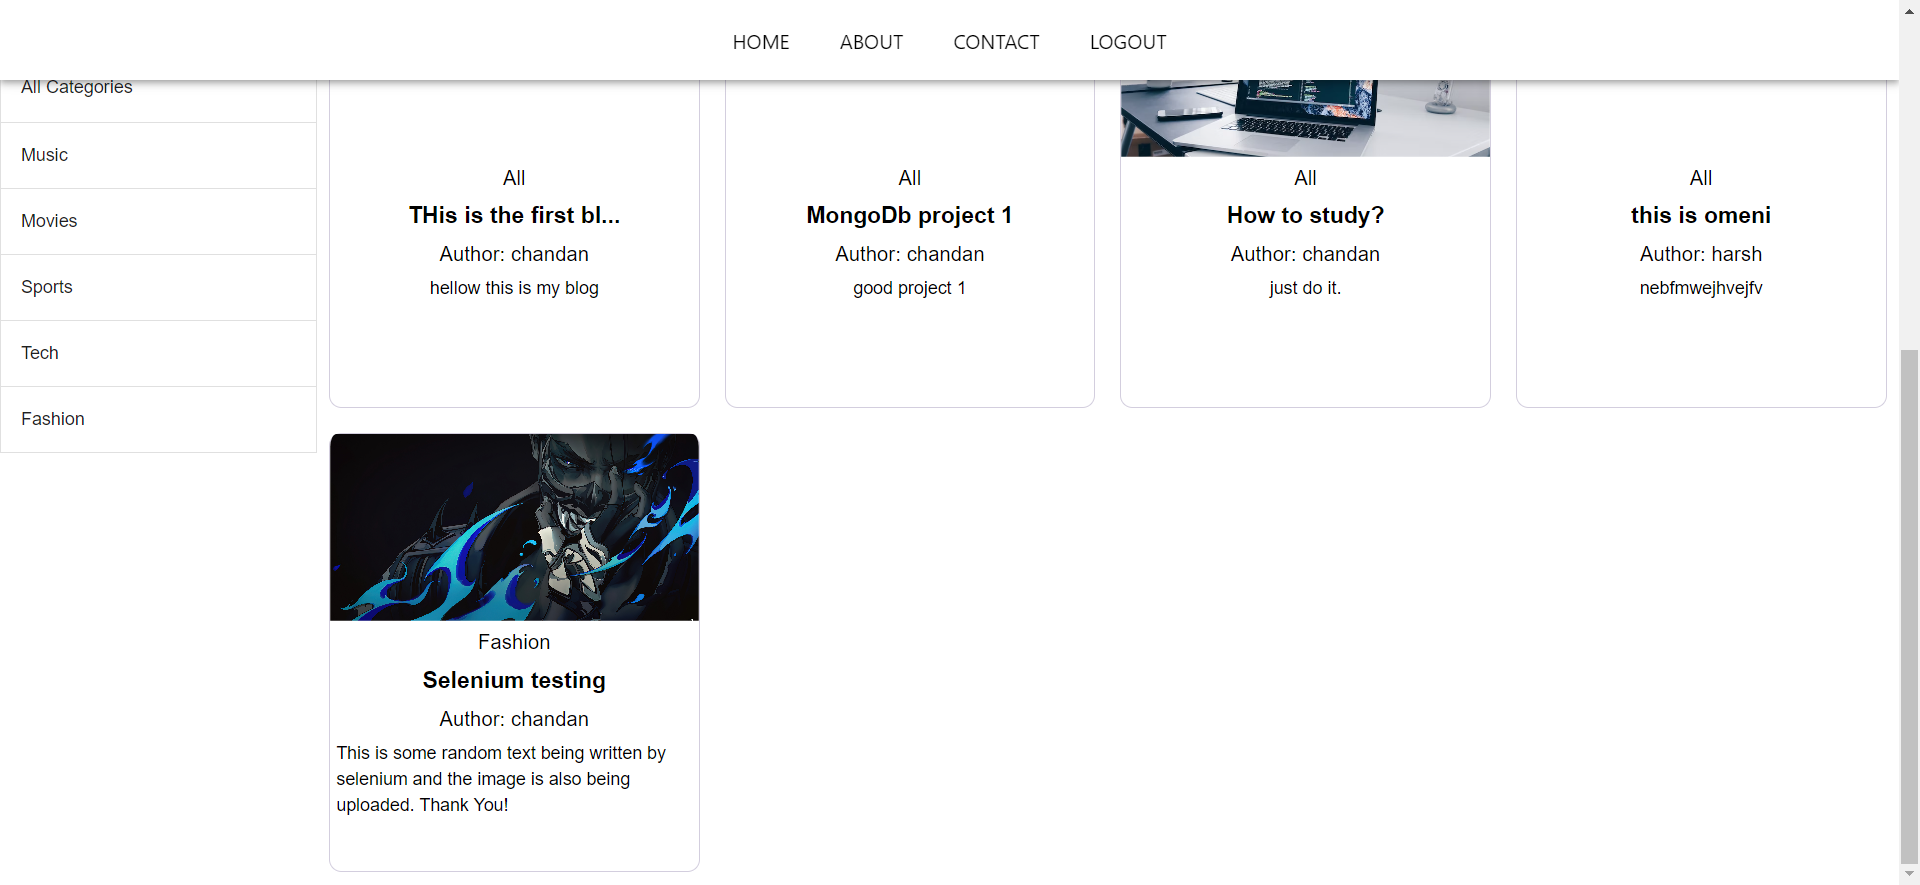 HOME ABOUT CONTACT LOGOUT
All Categories
Music
Movies
Sports
Tech
Fashion
All
THis is the first bl...
Author: chandan
hellow this is my blog
All
MongoDb project 1
Author: chandan
good project 1
All
How to study?
Author: chandan
just do it.
All
this is omeni
Author: harsh
nebfmwejhvejfv
Fashion
Selenium testing
Author: chandan
This is some random text being written by
selenium and the image is also being
uploaded. Thank You!